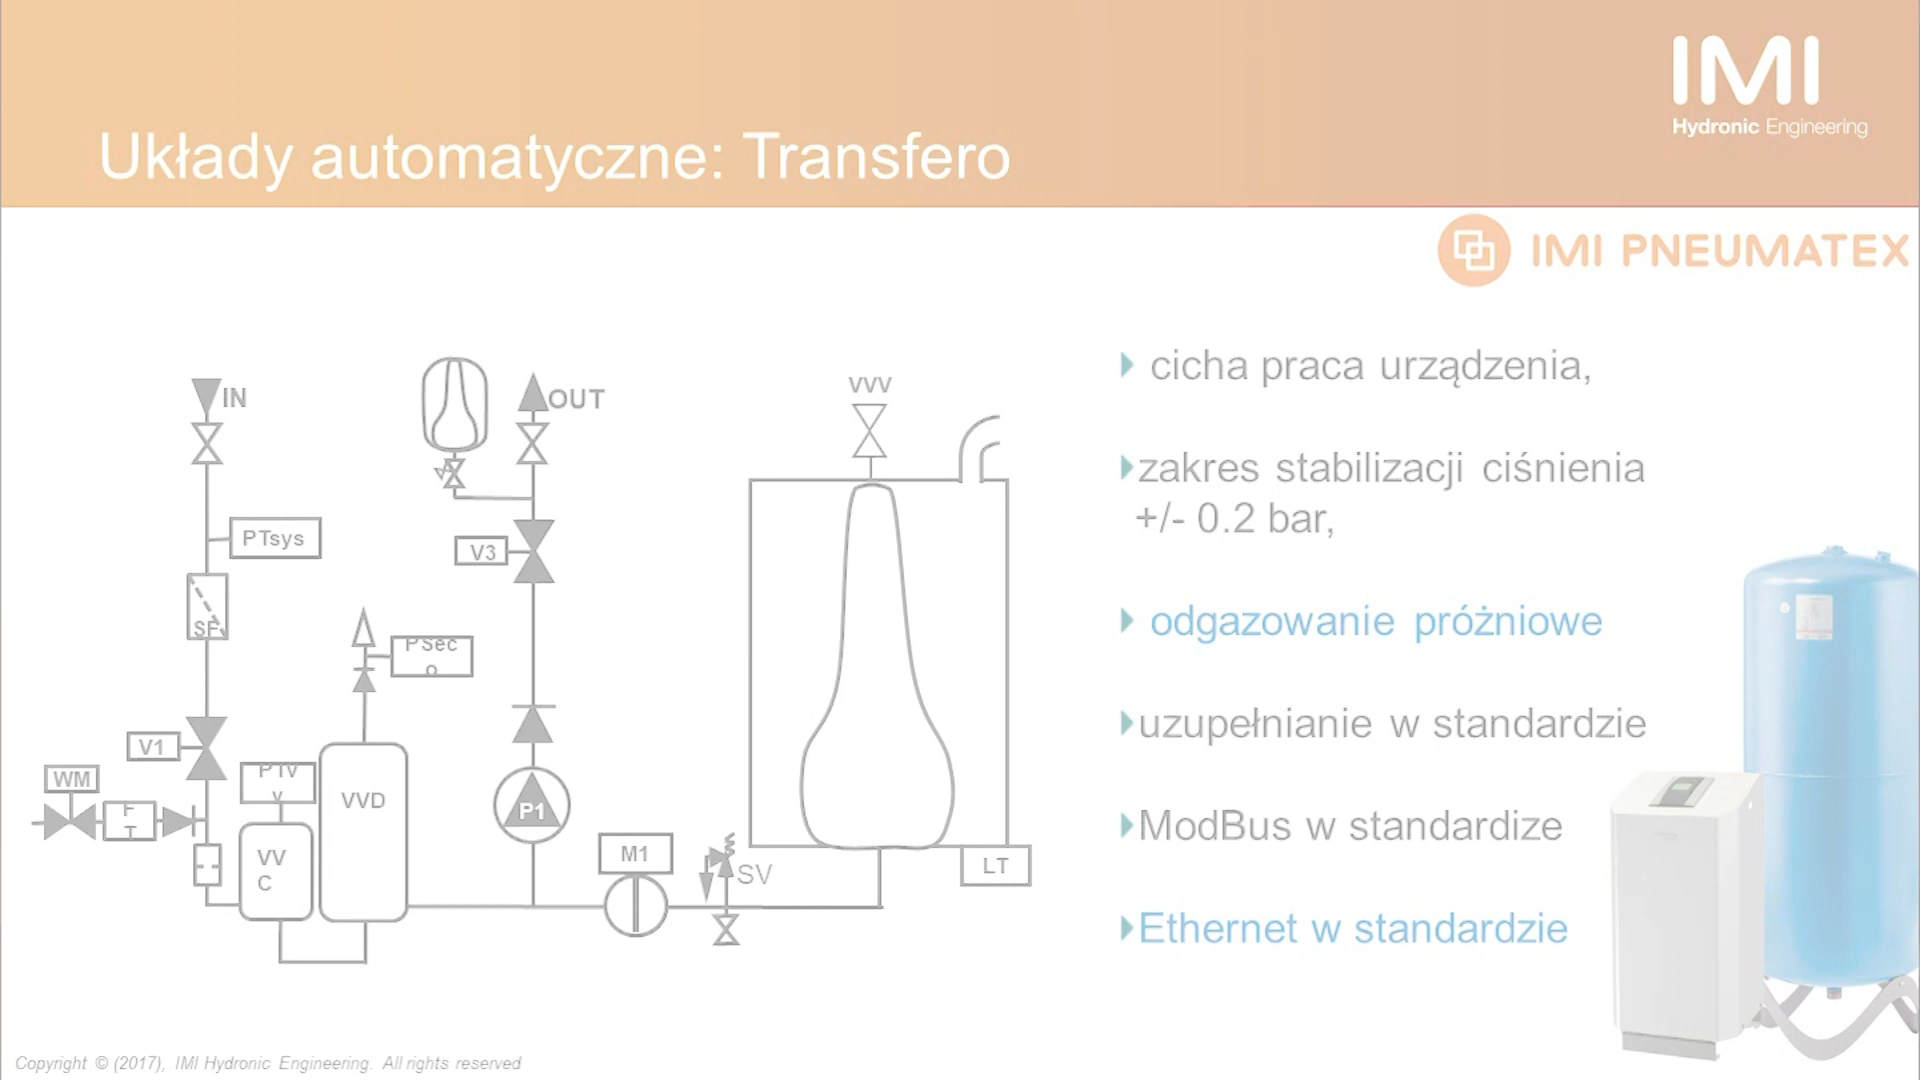 IMI
Hydronic Engineering
Układy automatyczne: Transfero
IMI PNEUMATEX
IN
OUT
VVV
PTsys
V3
SF
PSec
o
V1
WM
F
T
VVD
VV
C
P1
M1
SV
LT
cicha praca urządzenia,
zakres stabilizacji ciśnienia
+/- 0.2 bar,
odgazowanie próżniowe
uzupełnianie w standardzie
ModBus w standardize
Ethernet w standardzie
Copyright © (2017), IMI Hydronic Engineering. All rights reserved